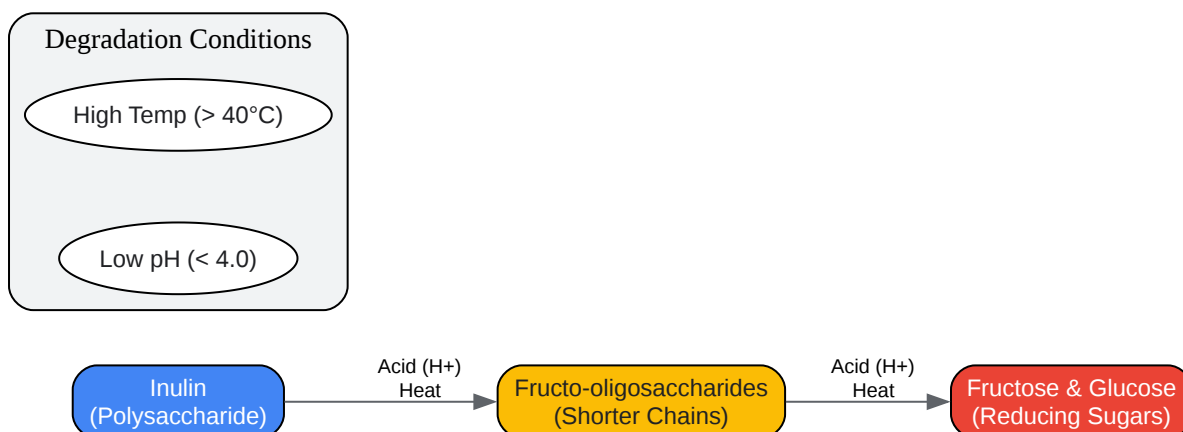 Degradation Conditions
High Temp (> 40°C)
Low pH (< 4.0)
Inulin
(Polysaccharide)
Acid (H+)
Heat
Fructo-oligosaccharides
(Shorter Chains)
Acid (H+)
Heat
Fructose & Glucose
(Reducing Sugars)